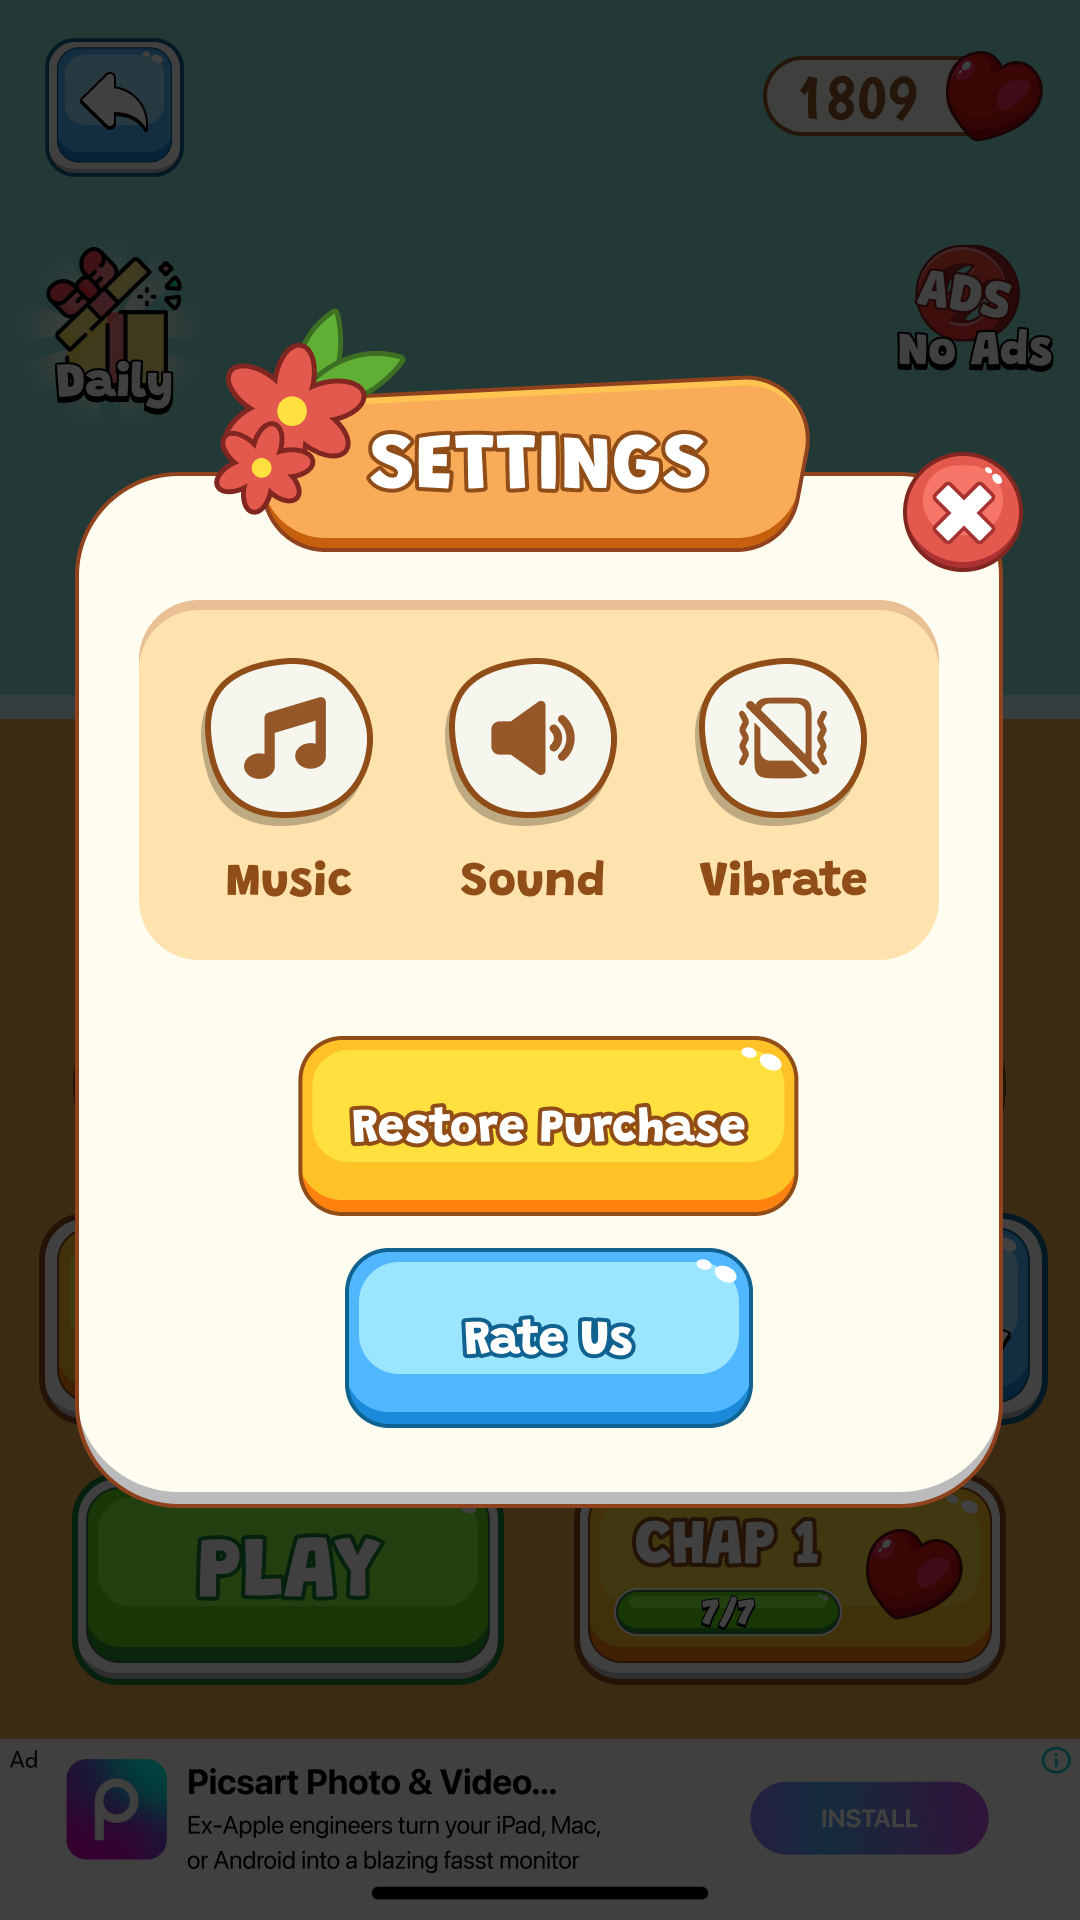 1809
Daily
ADS
No Ads
SETTINGS
Music
Sound
Vibrate
Restore Purchase
Rate Us
PLAY
CHAP 1
7/7
Ad
Picsart Photo & Video...
Ex-Apple engineers turn your iPad, Mac,
or Android into a blazing fasst monitor
INSTALL